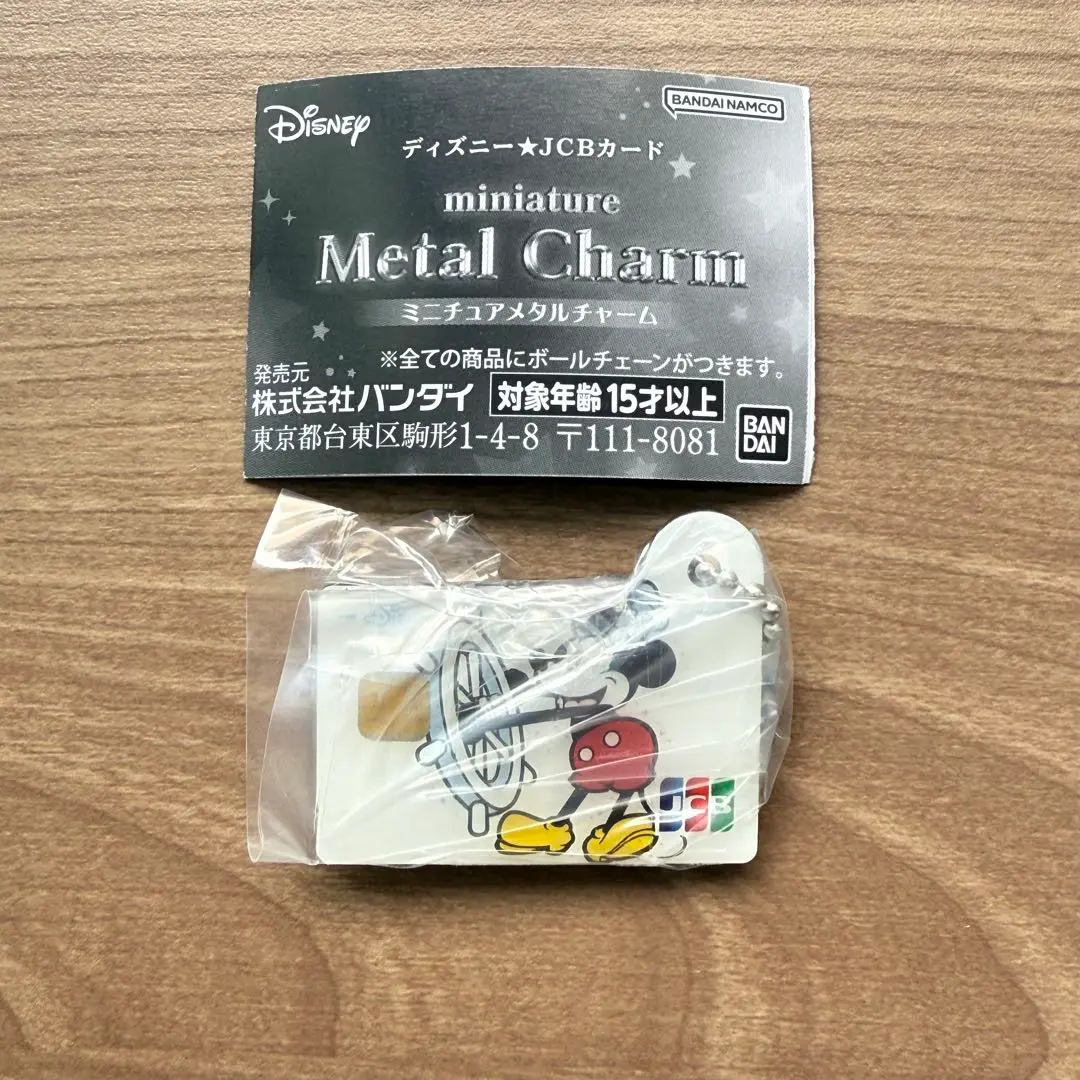 Disney
BANDAI NAMCO
ディズニー★JCBカード
miniature
Metal Charm
ミニチュアメタルチャーム
※全ての商品にボールチェーンがつきます。
発売元
株式会社バンダイ 対象年齢15才以上
東京都台東区駒形1-4-8 〒111-8081
BAN
DAI
JCB